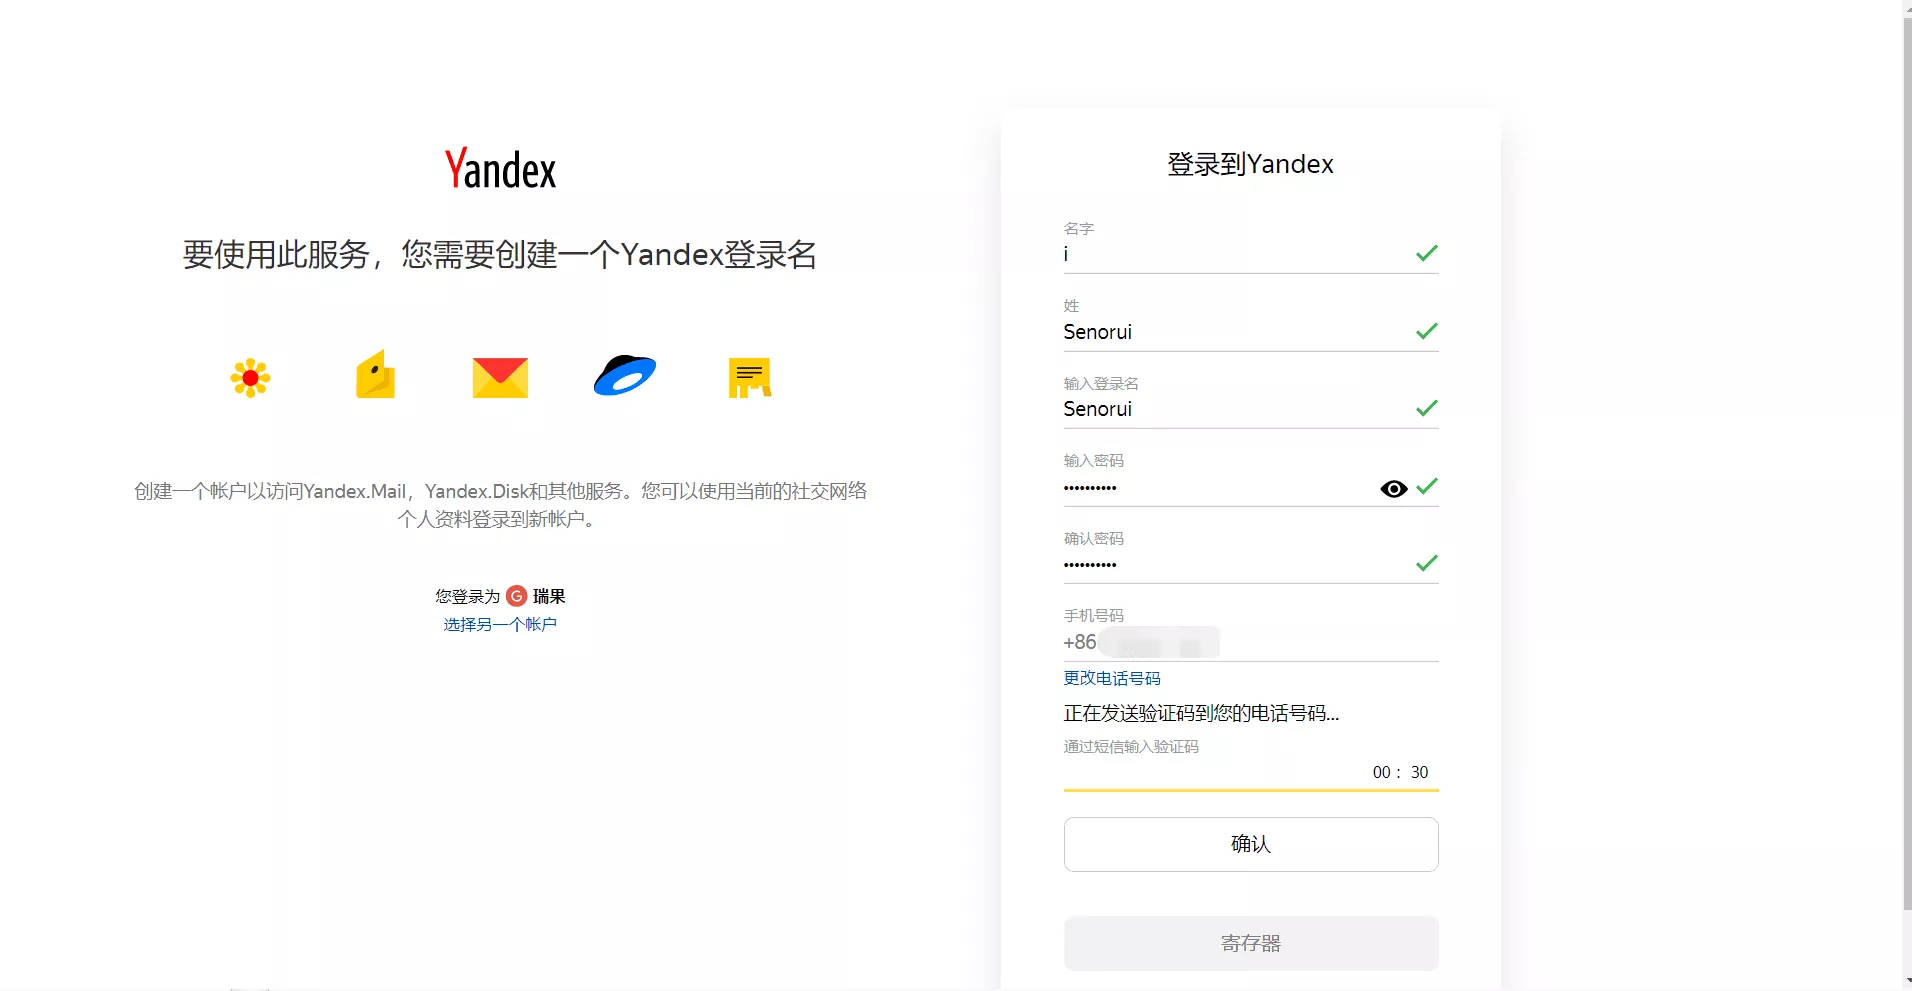 Yandex
要使用此服务，您需要创建一个Yandex登录名
创建一个帐户以访问Yandex.Mail，Yandex.Disk和其他服务。您可以使用当前的社交网络
个人资料登录到新帐户。
您登录为 G 瑞果
选择另一个帐户
登录到Yandex
名字
i
姓
Senorui
输入登录名
Senorui
输入密码
••••••••••
确认密码
••••••••••
手机号码
+86
更改电话号码
正在发送验证码到您的电话号码...
通过短信输入验证码
00： 30
确认
寄存器